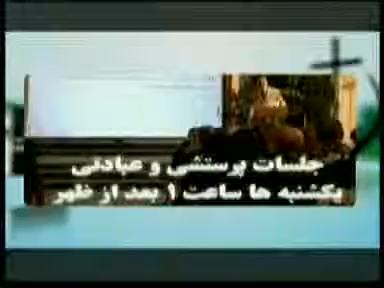 جلسات پرستشی و عبادتی
یکشنبه ها ساعت ۱ بعد از ظهر